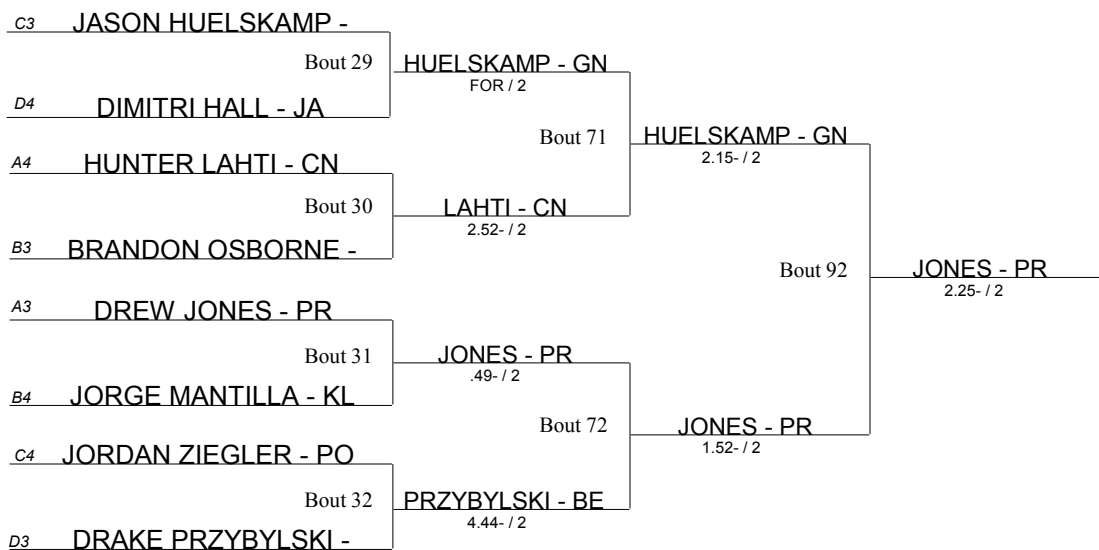 C3 JASON HUELSKAMP -
Bout 29
HUELSKAMP - GN
FOR / 2
D4 DIMITRI HALL - JA
Bout 71
HUELSKAMP - GN
2.15- / 2
A4 HUNTER LAHTI - CN
Bout 30
LAHTI - CN
2.52- / 2
B3 BRANDON OSBORNE -
Bout 92
JONES - PR
2.25- / 2
A3 DREW JONES - PR
Bout 31
JONES - PR
.49- / 2
B4 JORGE MANTILLA - KL
Bout 72
JONES - PR
1.52- / 2
C4 JORDAN ZIEGLER - PO
Bout 32
PRZYBYLSKI - BE
4.44- / 2
D3 DRAKE PRZYBYLSKI -